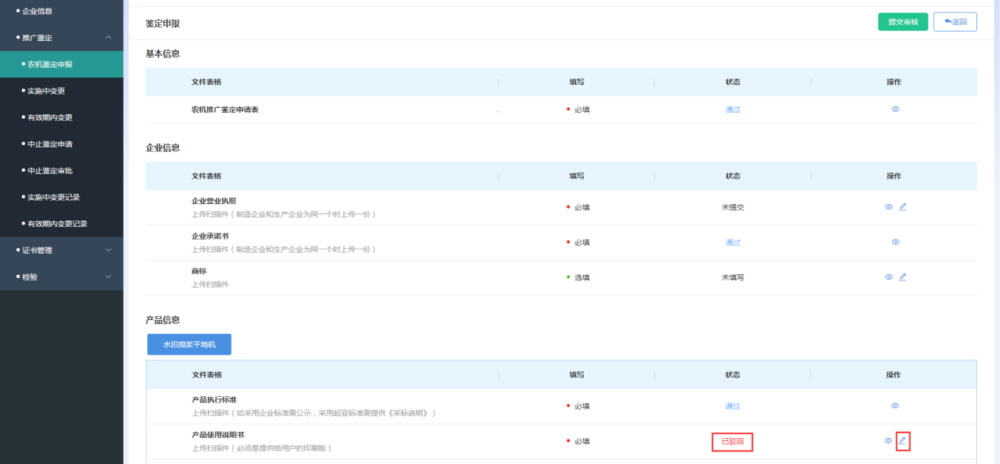 企业信息
推广鉴定
农机鉴定申报
实施中变更
有效期内变更
中止鉴定申请
中止鉴定审批
实施中变更记录
有效期内变更记录
证书管理
检验
鉴定申报
提交审核
返回
基本信息
文件表格 填写 状态 操作
农机推广鉴定申请表 必填 通过
企业信息
文件表格 填写 状态 操作
企业营业执照
上传扫描件（制造企业和生产企业为同一个时上传一份）
必填 未提交
企业承诺书
上传扫描件（制造企业和生产企业为同一个时上传一份）
必填 通过
商标
上传扫描件
选填 未填写
产品信息
水田搅浆平地机
文件表格 填写 状态 操作
产品执行标准
上传扫描件（如采用企业标准需公示，采用起亚标准需提供《采标说明》）
必填 通过
产品使用说明书
上传扫描件（必须是提供给用户的印刷版）
必填 已驳回